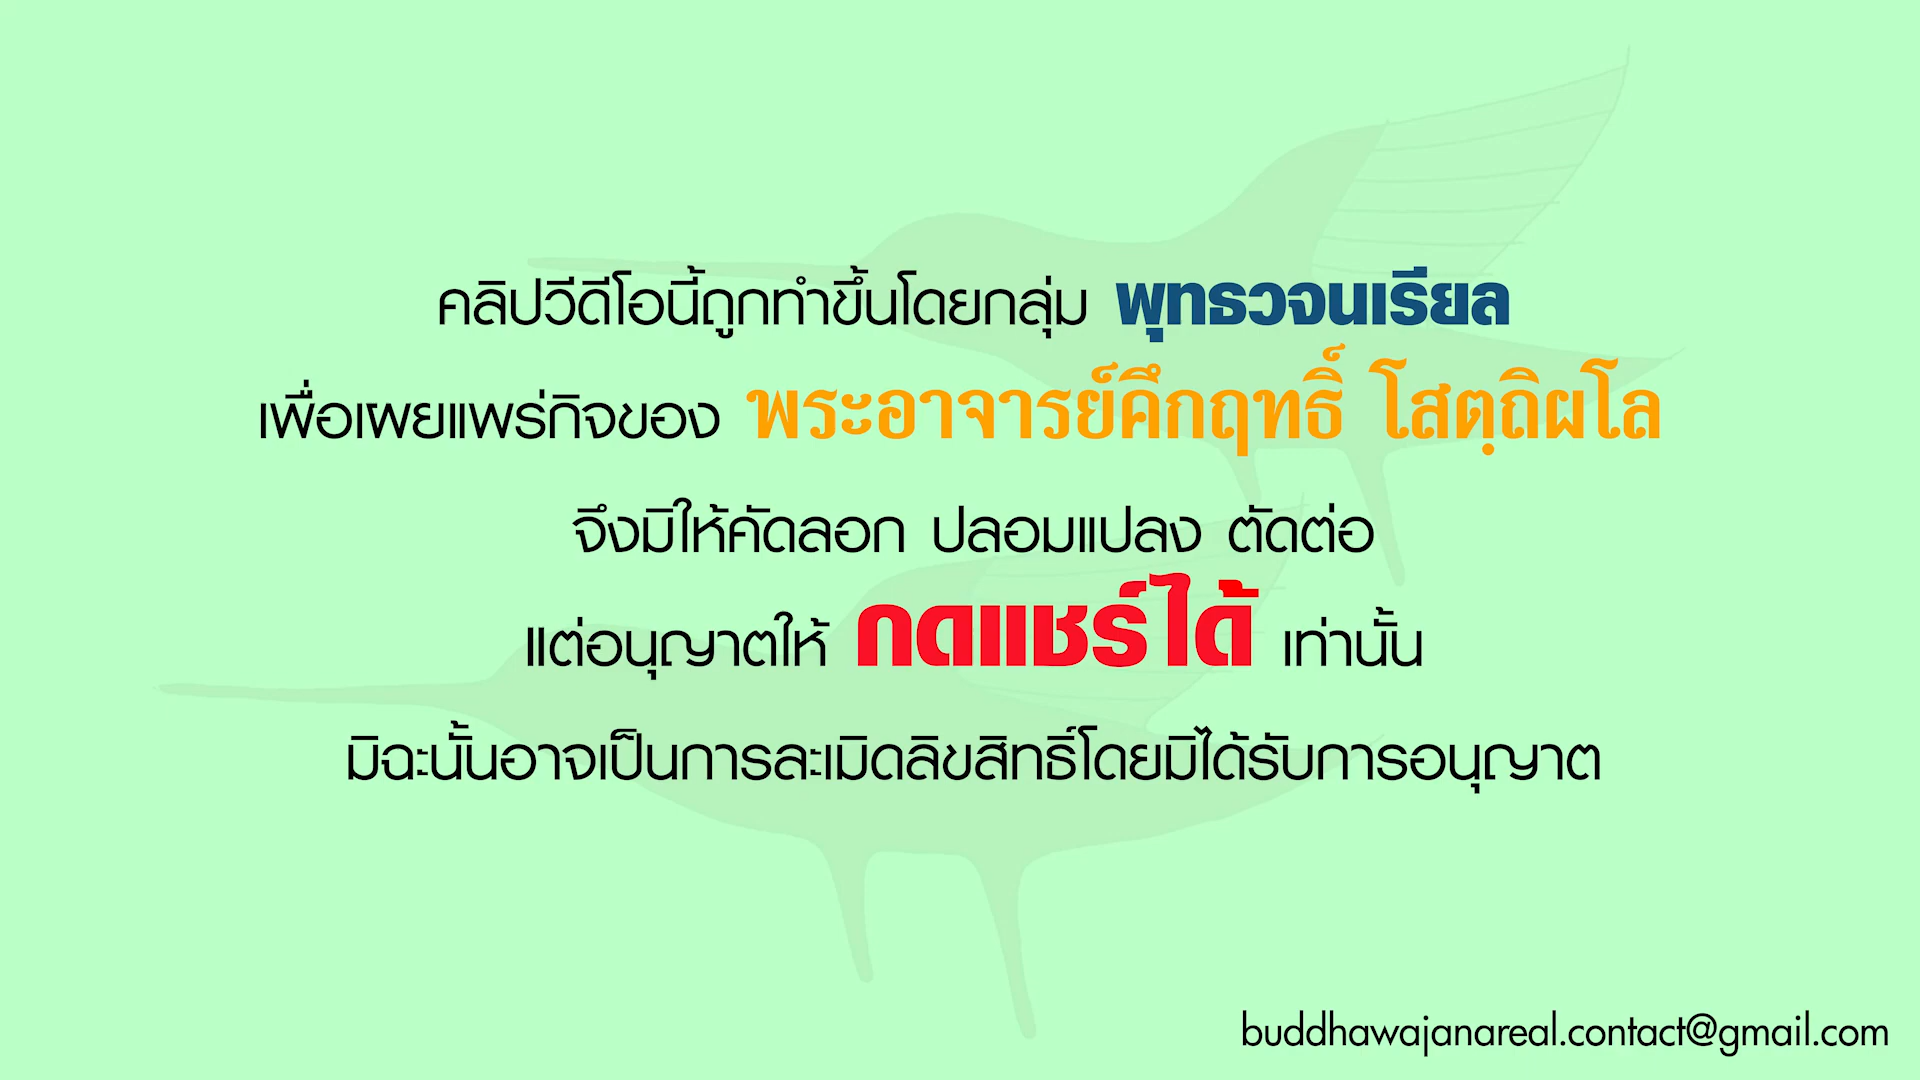 คลิปวีดีโอนี้ถูกทำขึ้นโดยกลุ่ม พุทธวจนเรียล
เพื่อเผยแพร่กิจของ พระอาจารย์คึกฤทธิ์ โสตฺถิผโล
จึงมิให้คัดลอก ปลอมแปลง ตัดต่อ
แต่อนุญาตให้ กดแชร์ได้ เท่านั้น
มิฉะนั้นอาจเป็นการละเมิดลิขสิทธิ์โดยมิได้รับการอนุญาต
buddhawajanareal.contact@gmail.com